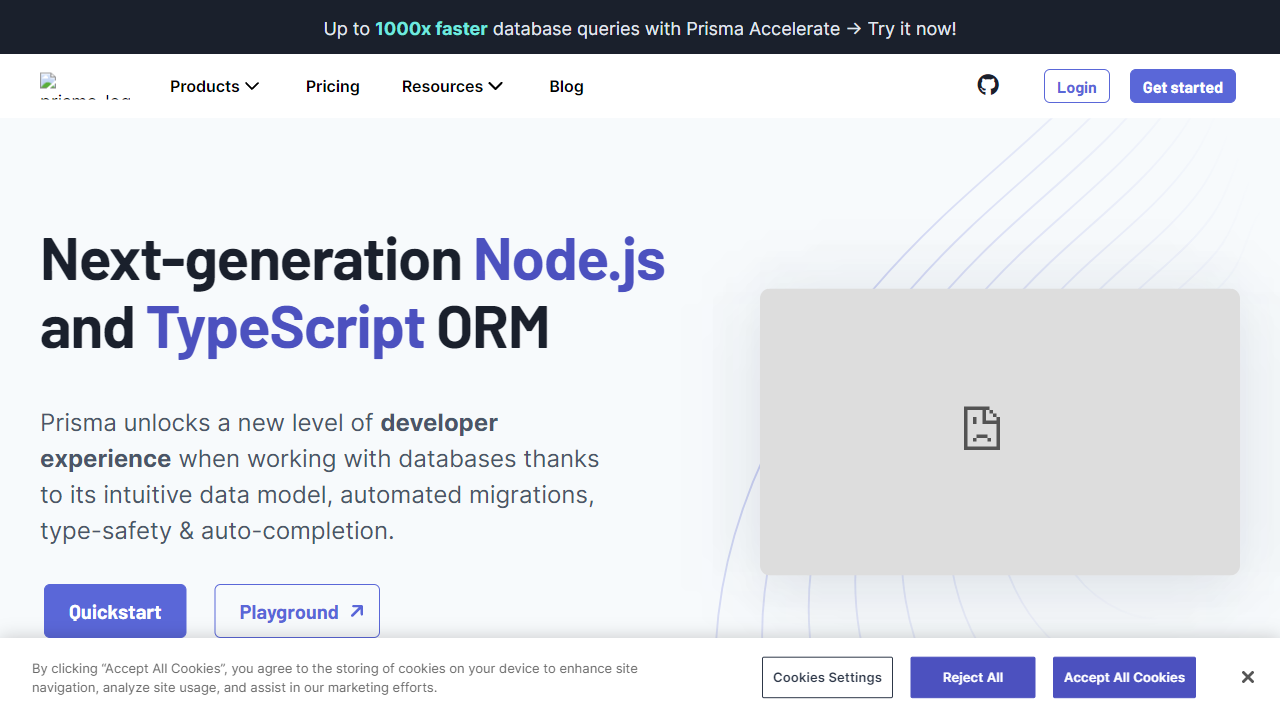 Up to 1000x faster database queries with Prisma Accelerate → Try it now!
Products
Pricing
Resources
Blog
Login
Get started
Next-generation Node.js
and TypeScript ORM
Prisma unlocks a new level of developer
experience when working with databases thanks
to its intuitive data model, automated migrations,
type-safety & auto-completion.
Quickstart
Playground
By clicking “Accept All Cookies”, you agree to the storing of cookies on your device to enhance site
navigation, analyze site usage, and assist in our marketing efforts.
Cookies Settings
Reject All
Accept All Cookies